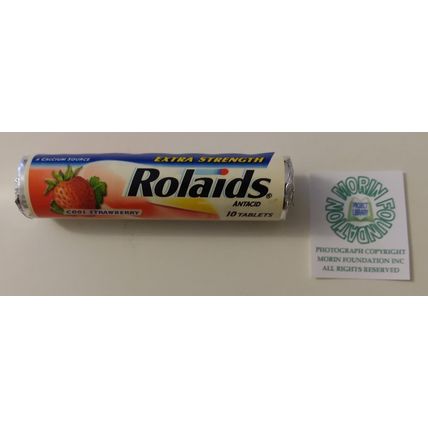 A CALCIUM SOURCE
EXTRA STRENGTH
Rolaids®
ANTACID
COOL STRAWBERRY
10 TABLETS
MORIN FOUNDATION
PROJECT
LIBRARY
PHOTOGRAPH COPYRIGHT
MORIN FOUNDATION INC
ALL RIGHTS RESERVED